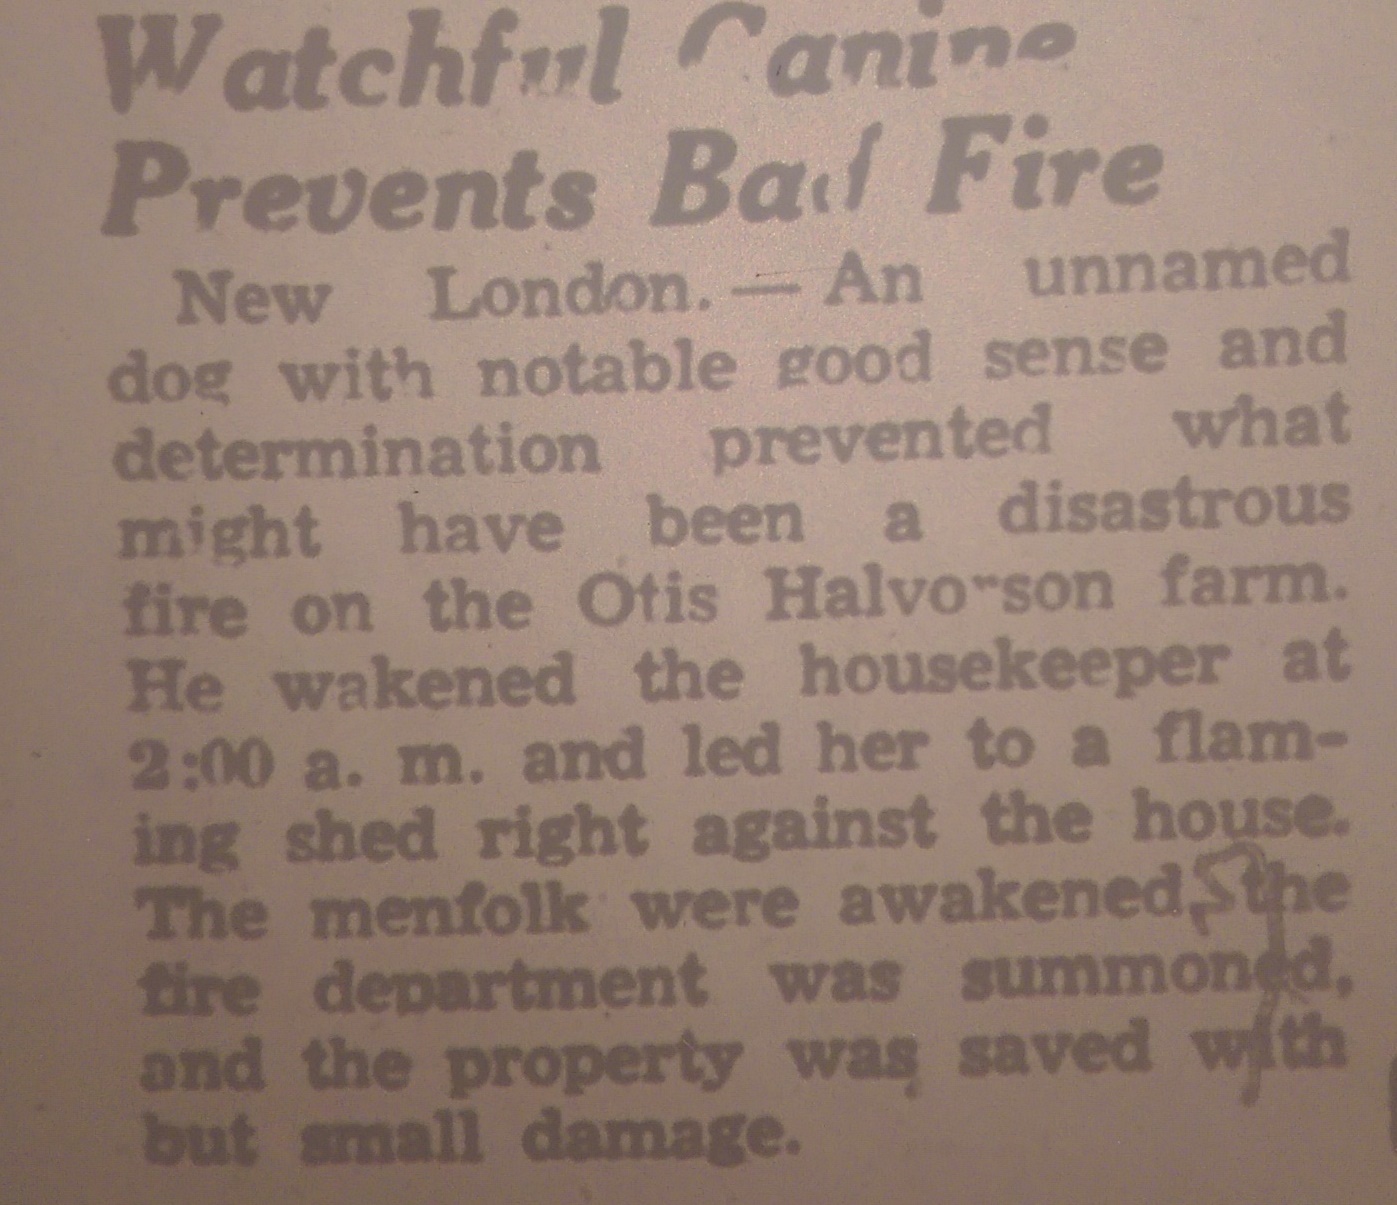 Watchful Canine
Prevents Bad Fire
New London. — An unnamed
dog with notable good sense and
determination prevented what
might have been a disastrous
fire on the Otis Halvorson farm.
He wakened the housekeeper at
2:00 a. m. and led her to a flam-
ing shed right against the house.
The menfolk were awakened, the
fire department was summoned,
and the property was saved with
but small damage.